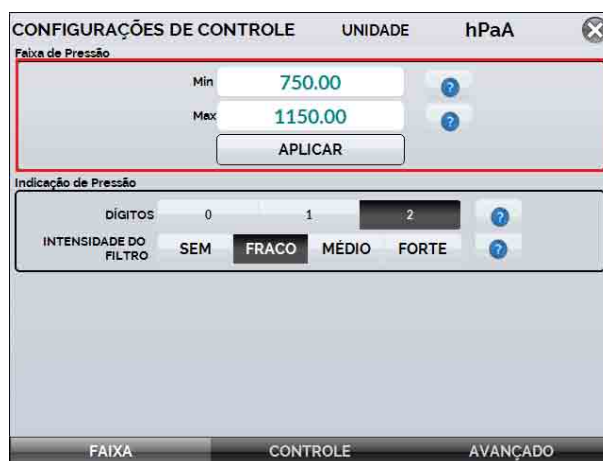 CONFIGURAÇÕES DE CONTROLE UNIDADE hPaA
Faixa de Pressão
Min 750.00 ?
Max 1150.00 ?
APLICAR
Indicação de Pressão
DÍGITOS 0 1 2 ?
INTENSIDADE DO
FILTRO SEM FRACO MÉDIO FORTE ?
FAIXA CONTROLE AVANÇADO